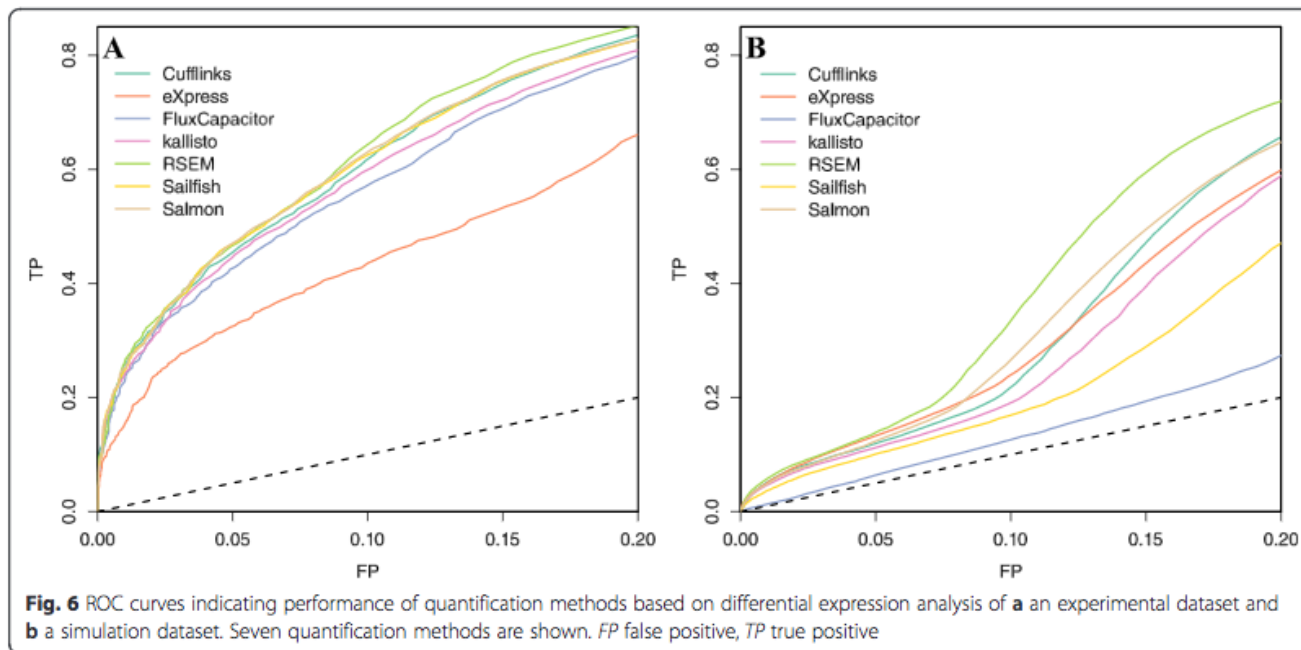 A
Cufflinks
eXpress
FluxCapacitor
kallisto
RSEM
Sailfish
Salmon
TP
0.0
0.2
0.4
0.6
0.8
0.00
0.05
0.10
0.15
0.20
FP
B
Cufflinks
eXpress
FluxCapacitor
kallisto
RSEM
Sailfish
Salmon
TP
0.0
0.2
0.4
0.6
0.8
0.00
0.05
0.10
0.15
0.20
FP
Fig. 6 ROC curves indicating performance of quantification methods based on differential expression analysis of a an experimental dataset and
b a simulation dataset. Seven quantification methods are shown. FP false positive, TP true positive